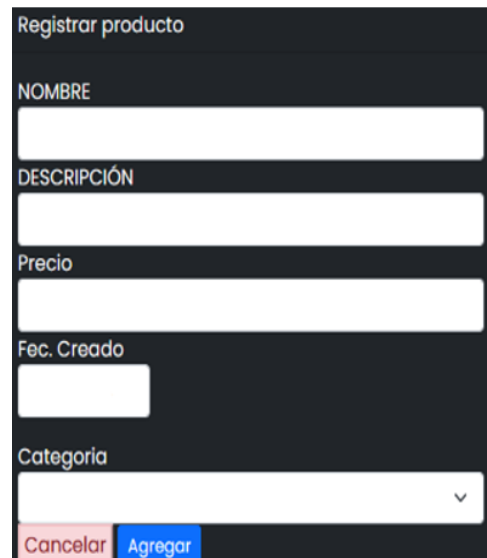 Registrar producto
NOMBRE
DESCRIPCIÓN
Precio
Fec. Creado
Categoria
Cancelar Agregar